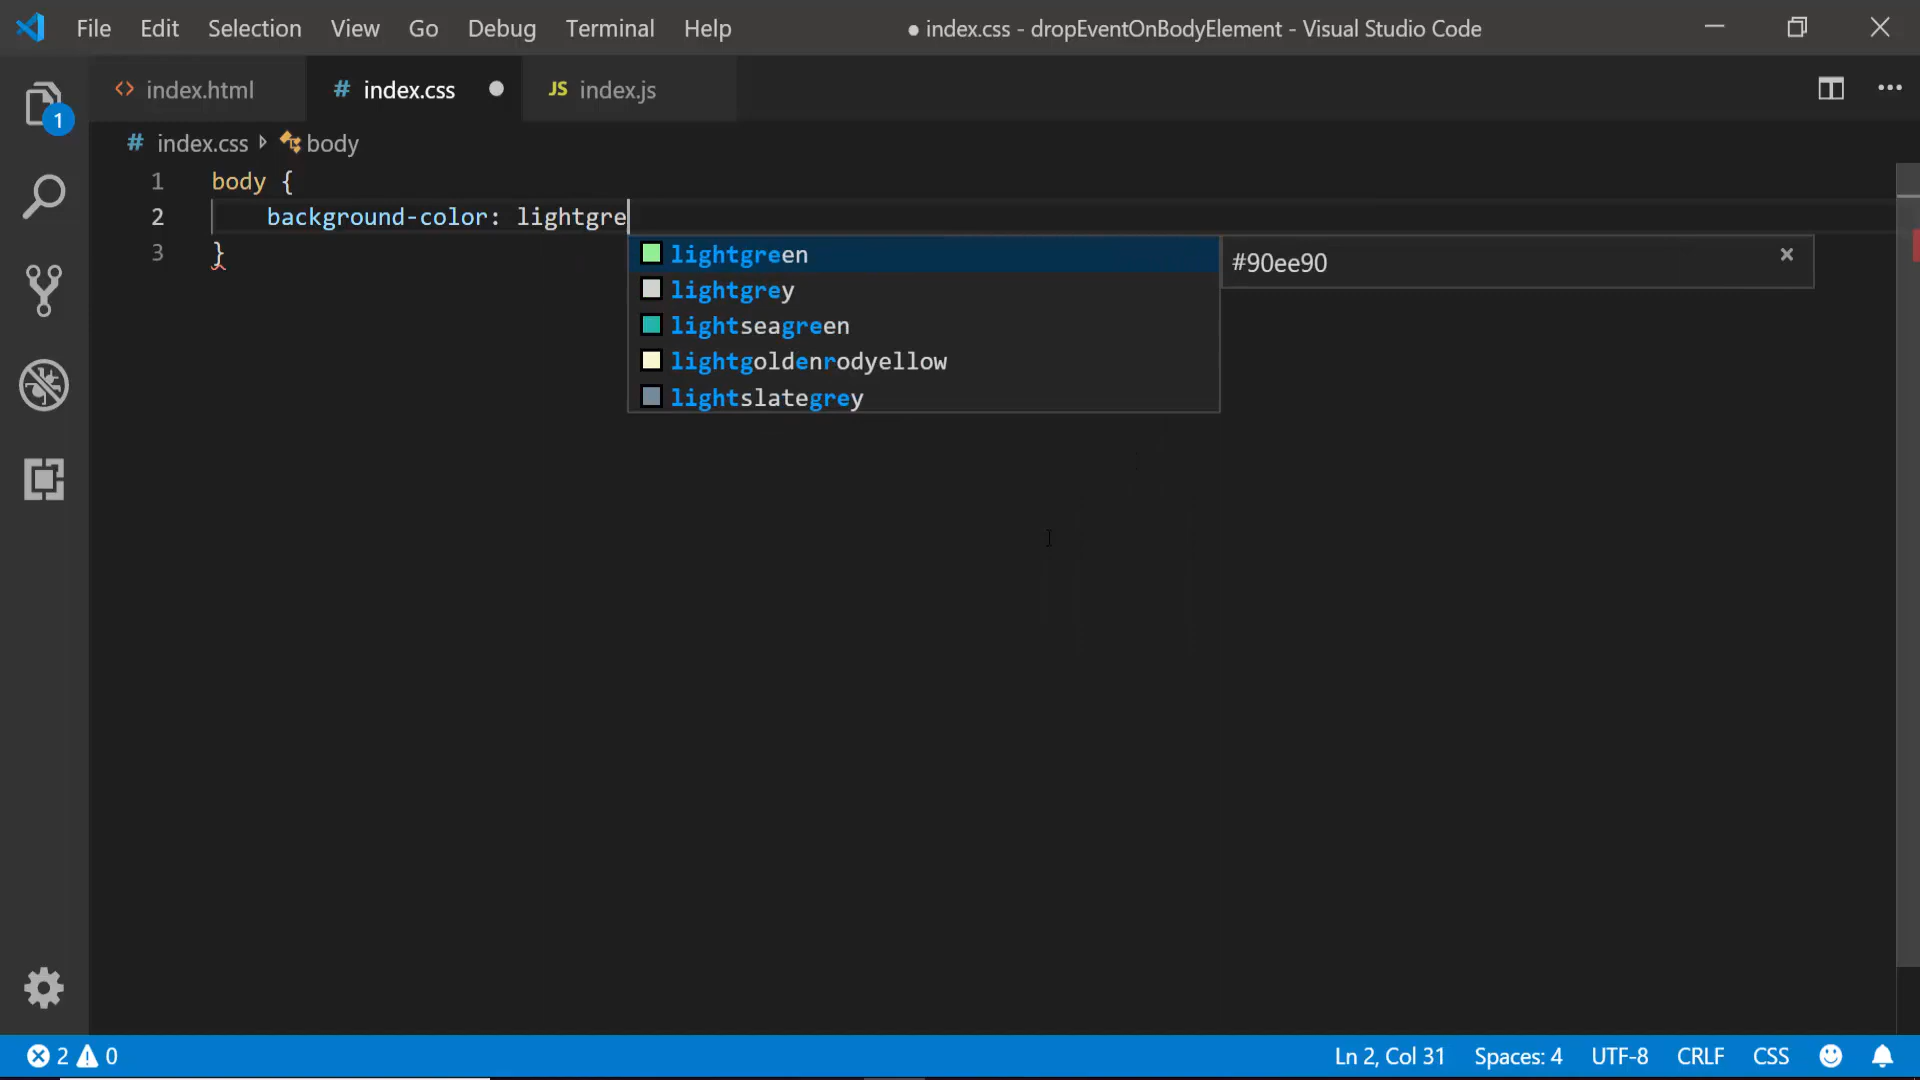 File Edit Selection View Go Debug Terminal Help ● index.css - dropEventOnBodyElement - Visual Studio Code
<> index.html # index.css ● JS index.js
1
# index.css body
1 body {
2 background-color: lightgre
3 }
lightgreen #90ee90
lightgrey
lightseagreen
lightgoldenrodyellow
lightslategrey
2 0 Ln 2, Col 31 Spaces: 4 UTF-8 CRLF CSS